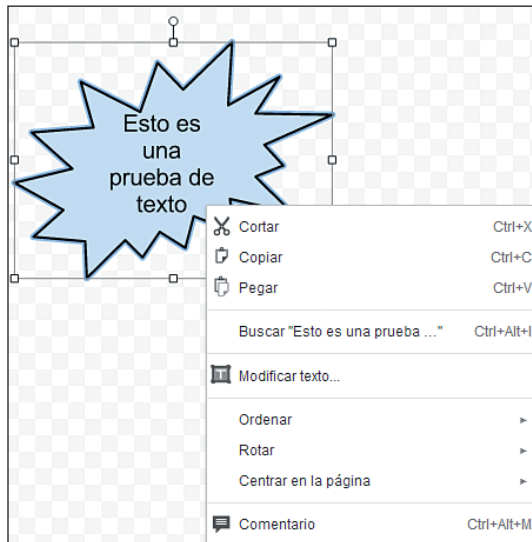 Esto es
una
prueba de
texto
Cortar Ctrl+X
Copiar Ctrl+C
Pegar Ctrl+V
Buscar "Esto es una prueba ..." Ctrl+Alt+I
Modificar texto...
Ordenar
Rotar
Centrar en la página
Comentario Ctrl+Alt+M